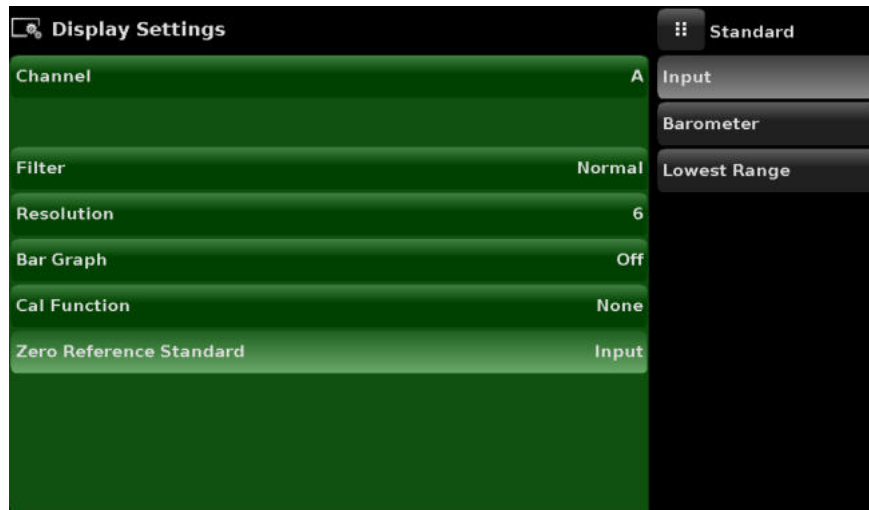 Display Settings
Channel A
Filter Normal
Resolution 6
Bar Graph Off
Cal Function None
Zero Reference Standard Input
Standard
Input
Barometer
Lowest Range